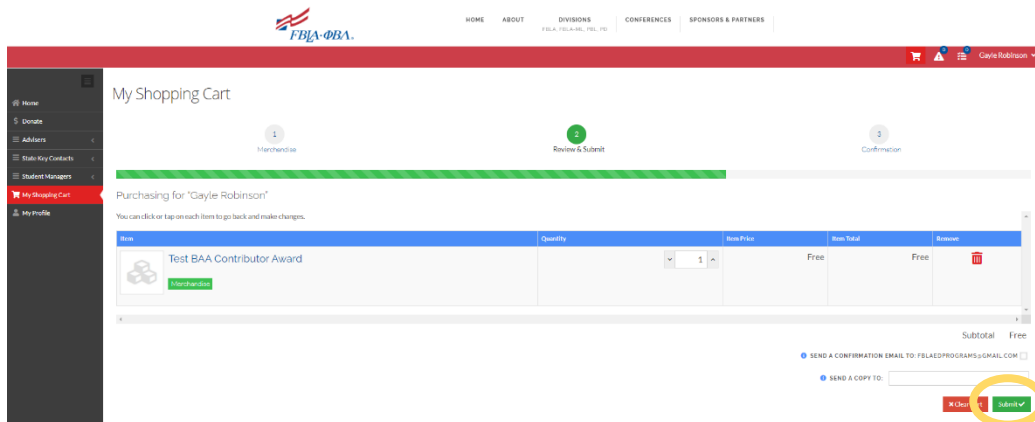 FBLA-ΦBA.
HOME ABOUT DIVISIONS CONFERENCES SPONSORS & PARTNERS
FBLA, FBLA-ML, PBL, PD
0 0 Gayle Robinson
Home
$ Donate
Advisers
State Key Contacts
Student Managers
My Shopping Cart
My Profile
My Shopping Cart
1 2 3
Merchandise Review & Submit Confirmation
Purchasing for "Gayle Robinson"
You can click or tap on each item to go back and make changes.
Item Quantity Item Price Item Total Remove
Test BAA Contributor Award 1 Free Free
Merchandise
Subtotal Free
SEND A CONFIRMATION EMAIL TO: FBLAEDPROGRAMS@GMAIL.COM
SEND A COPY TO:
Submit